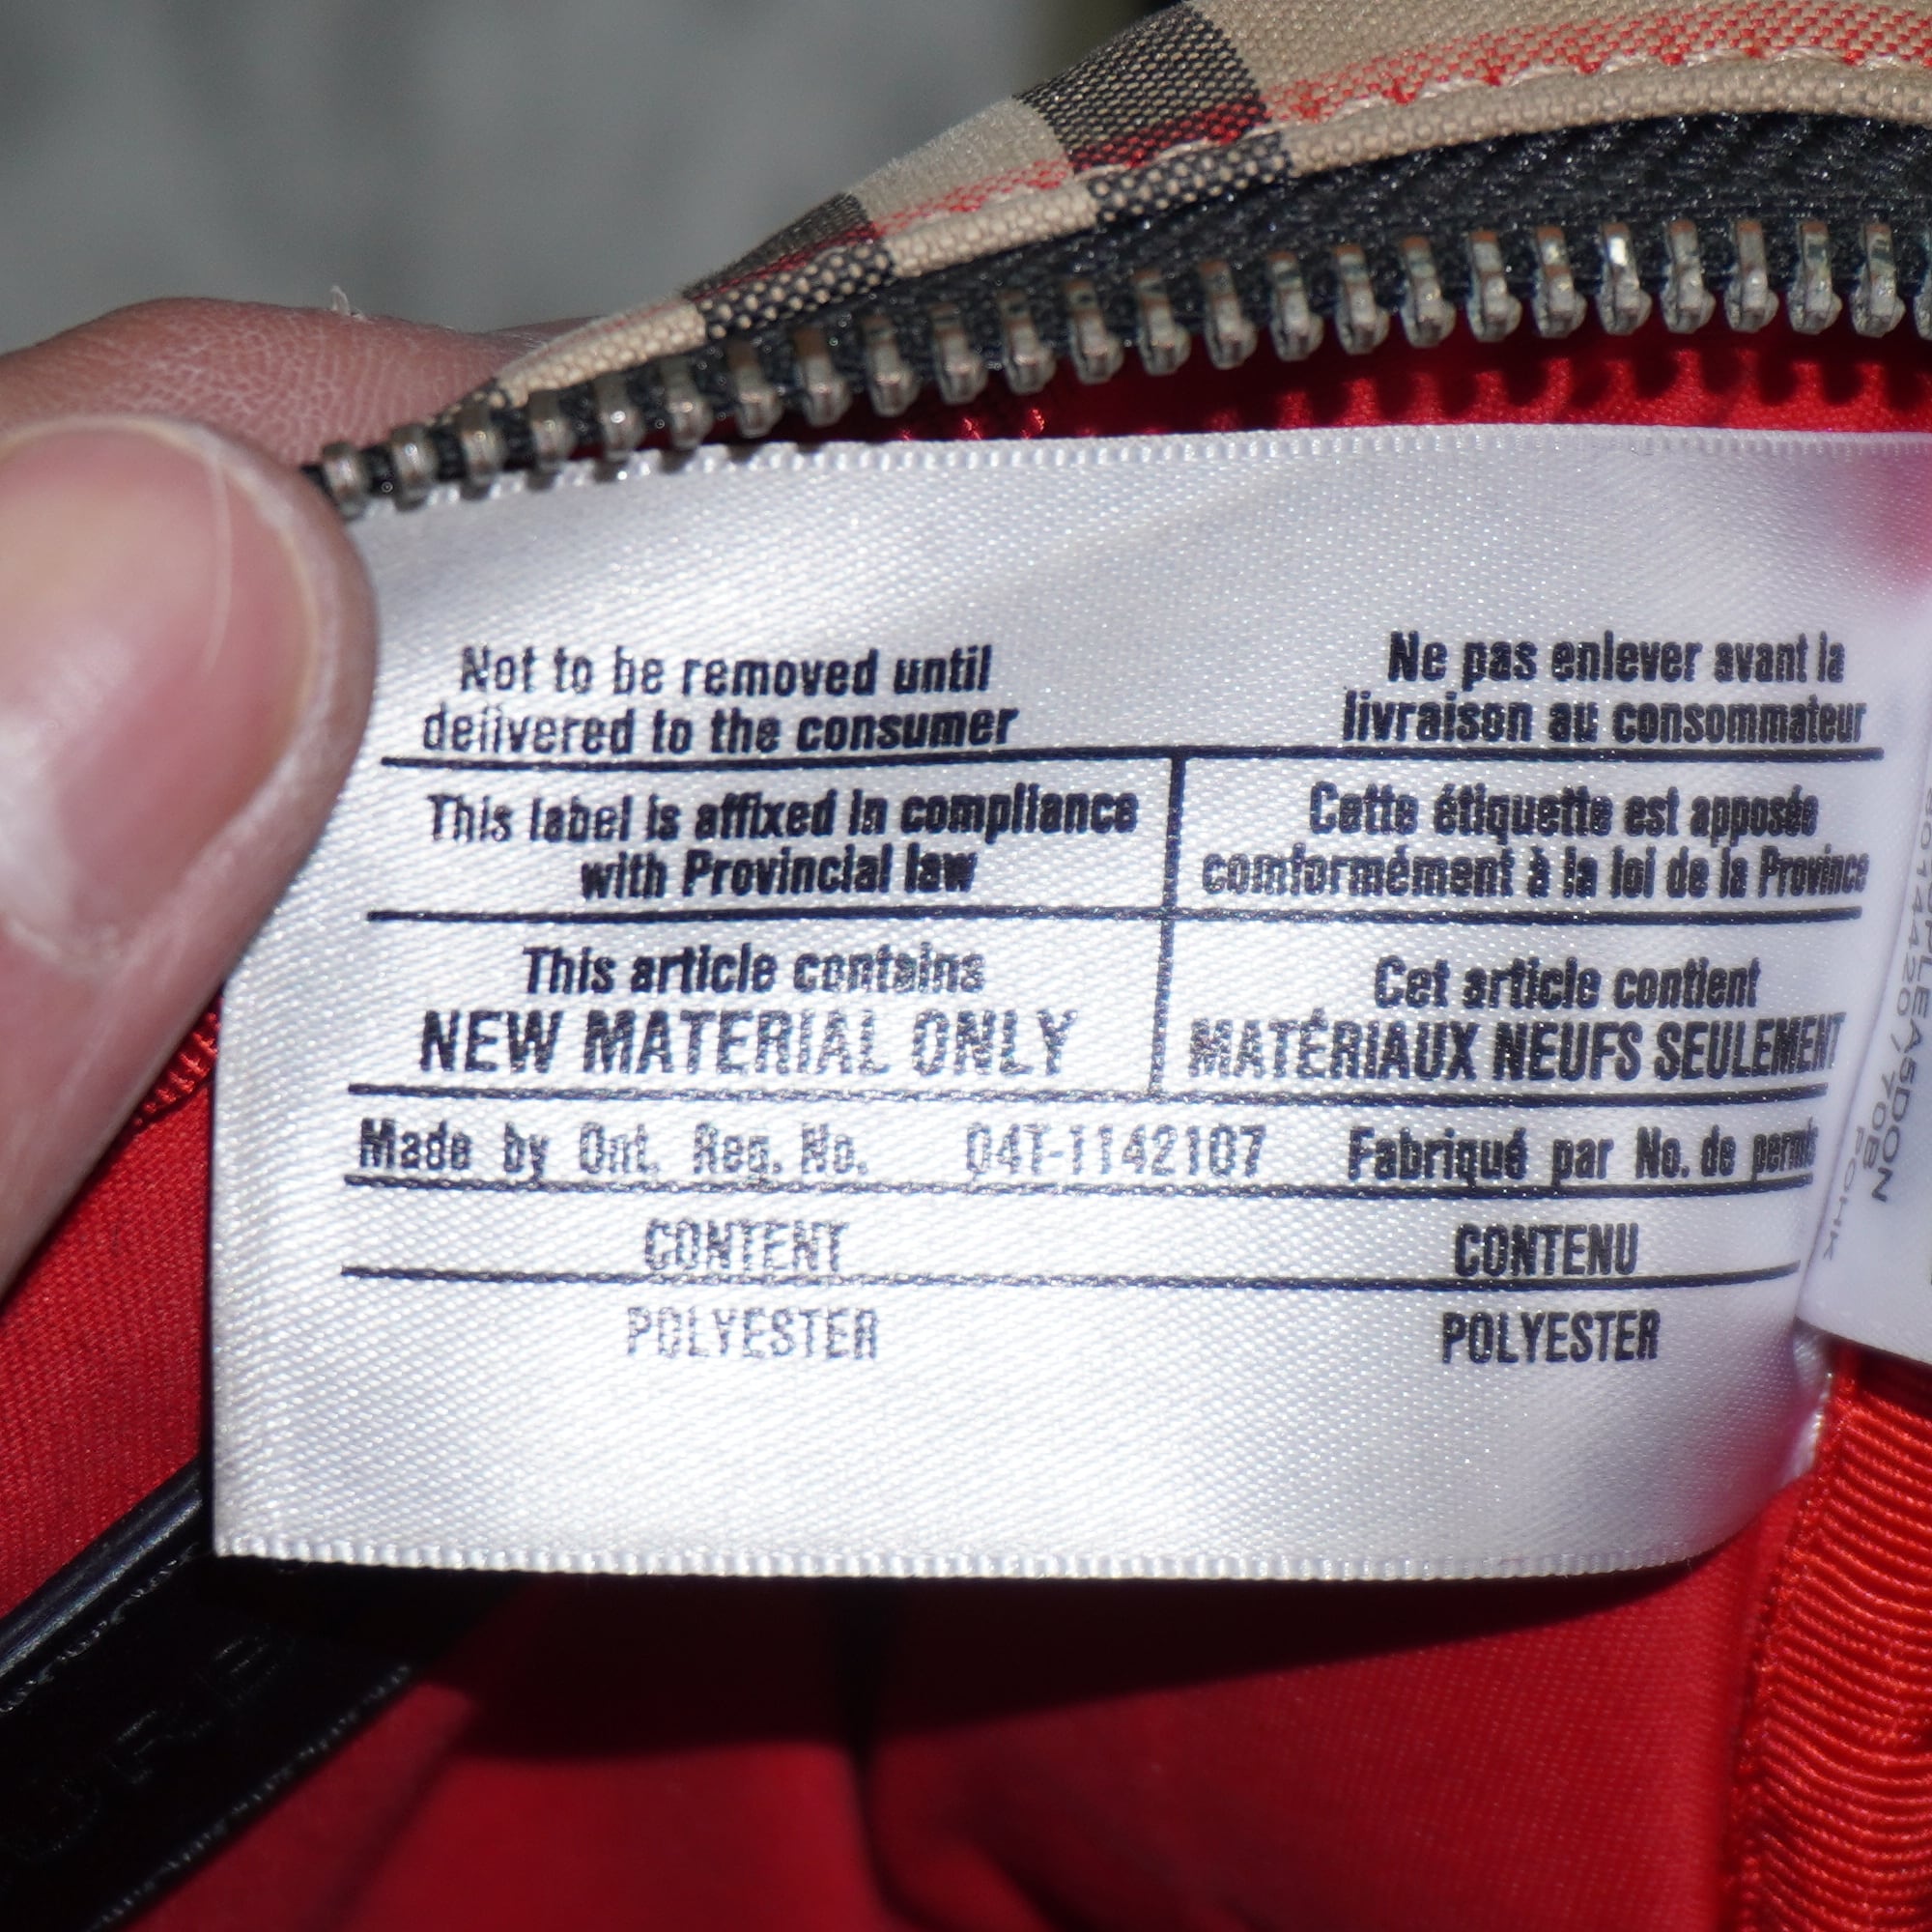 Not to be removed until
delivered to the consumer
Ne pas enlever avant la
livraison au consommateur
This label is affixed in compliance
with Provincial law
Cette étiquette est apposée
comformément à la loi de la Province
This article contains
NEW MATERIAL ONLY
Cet article contient
MATÉRIAUX NEUFS SEULEMENT
Made by Ont. Reg. No. 04T-1142107 Fabriqué par No. de permis
CONTENT CONTENU
POLYESTER POLYESTER